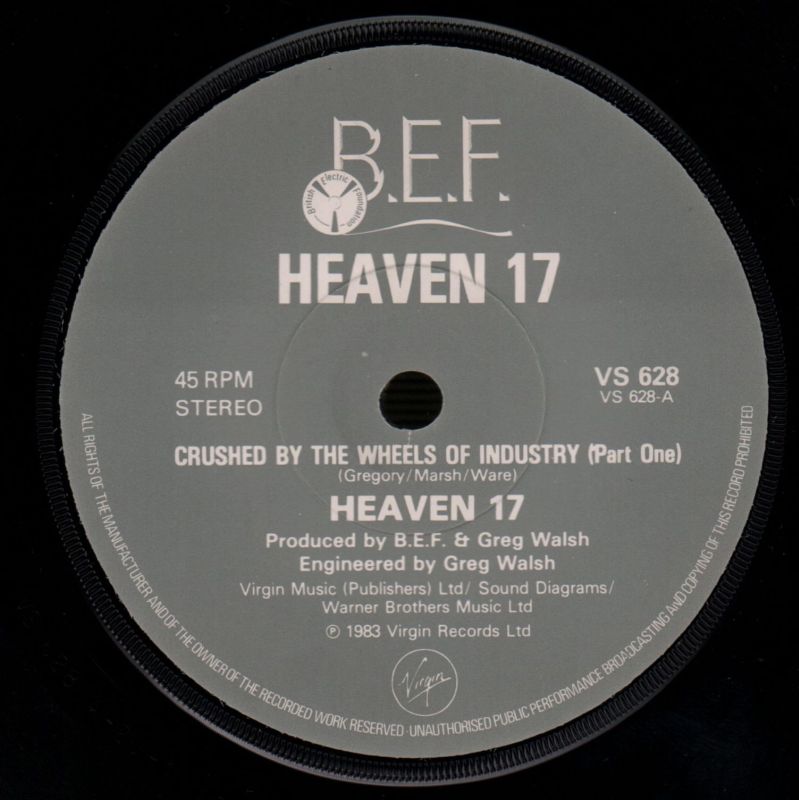 B.E.F.
British Electric Foundation
HEAVEN 17
45 RPM
STEREO
VS 628
VS 628-A
CRUSHED BY THE WHEELS OF INDUSTRY (Part One)
(Gregory/Marsh/Ware)
HEAVEN 17
Produced by B.E.F. & Greg Walsh
Engineered by Greg Walsh
Virgin Music (Publishers) Ltd/ Sound Diagrams/
Warner Brothers Music Ltd
℗ 1983 Virgin Records Ltd
Virgin
ALL RIGHTS OF THE MANUFACTURER AND OF THE OWNER OF THE RECORDED WORK RESERVED · UNAUTHORISED PUBLIC PERFORMANCE BROADCASTING AND COPYING OF THIS RECORD PROHIBITED